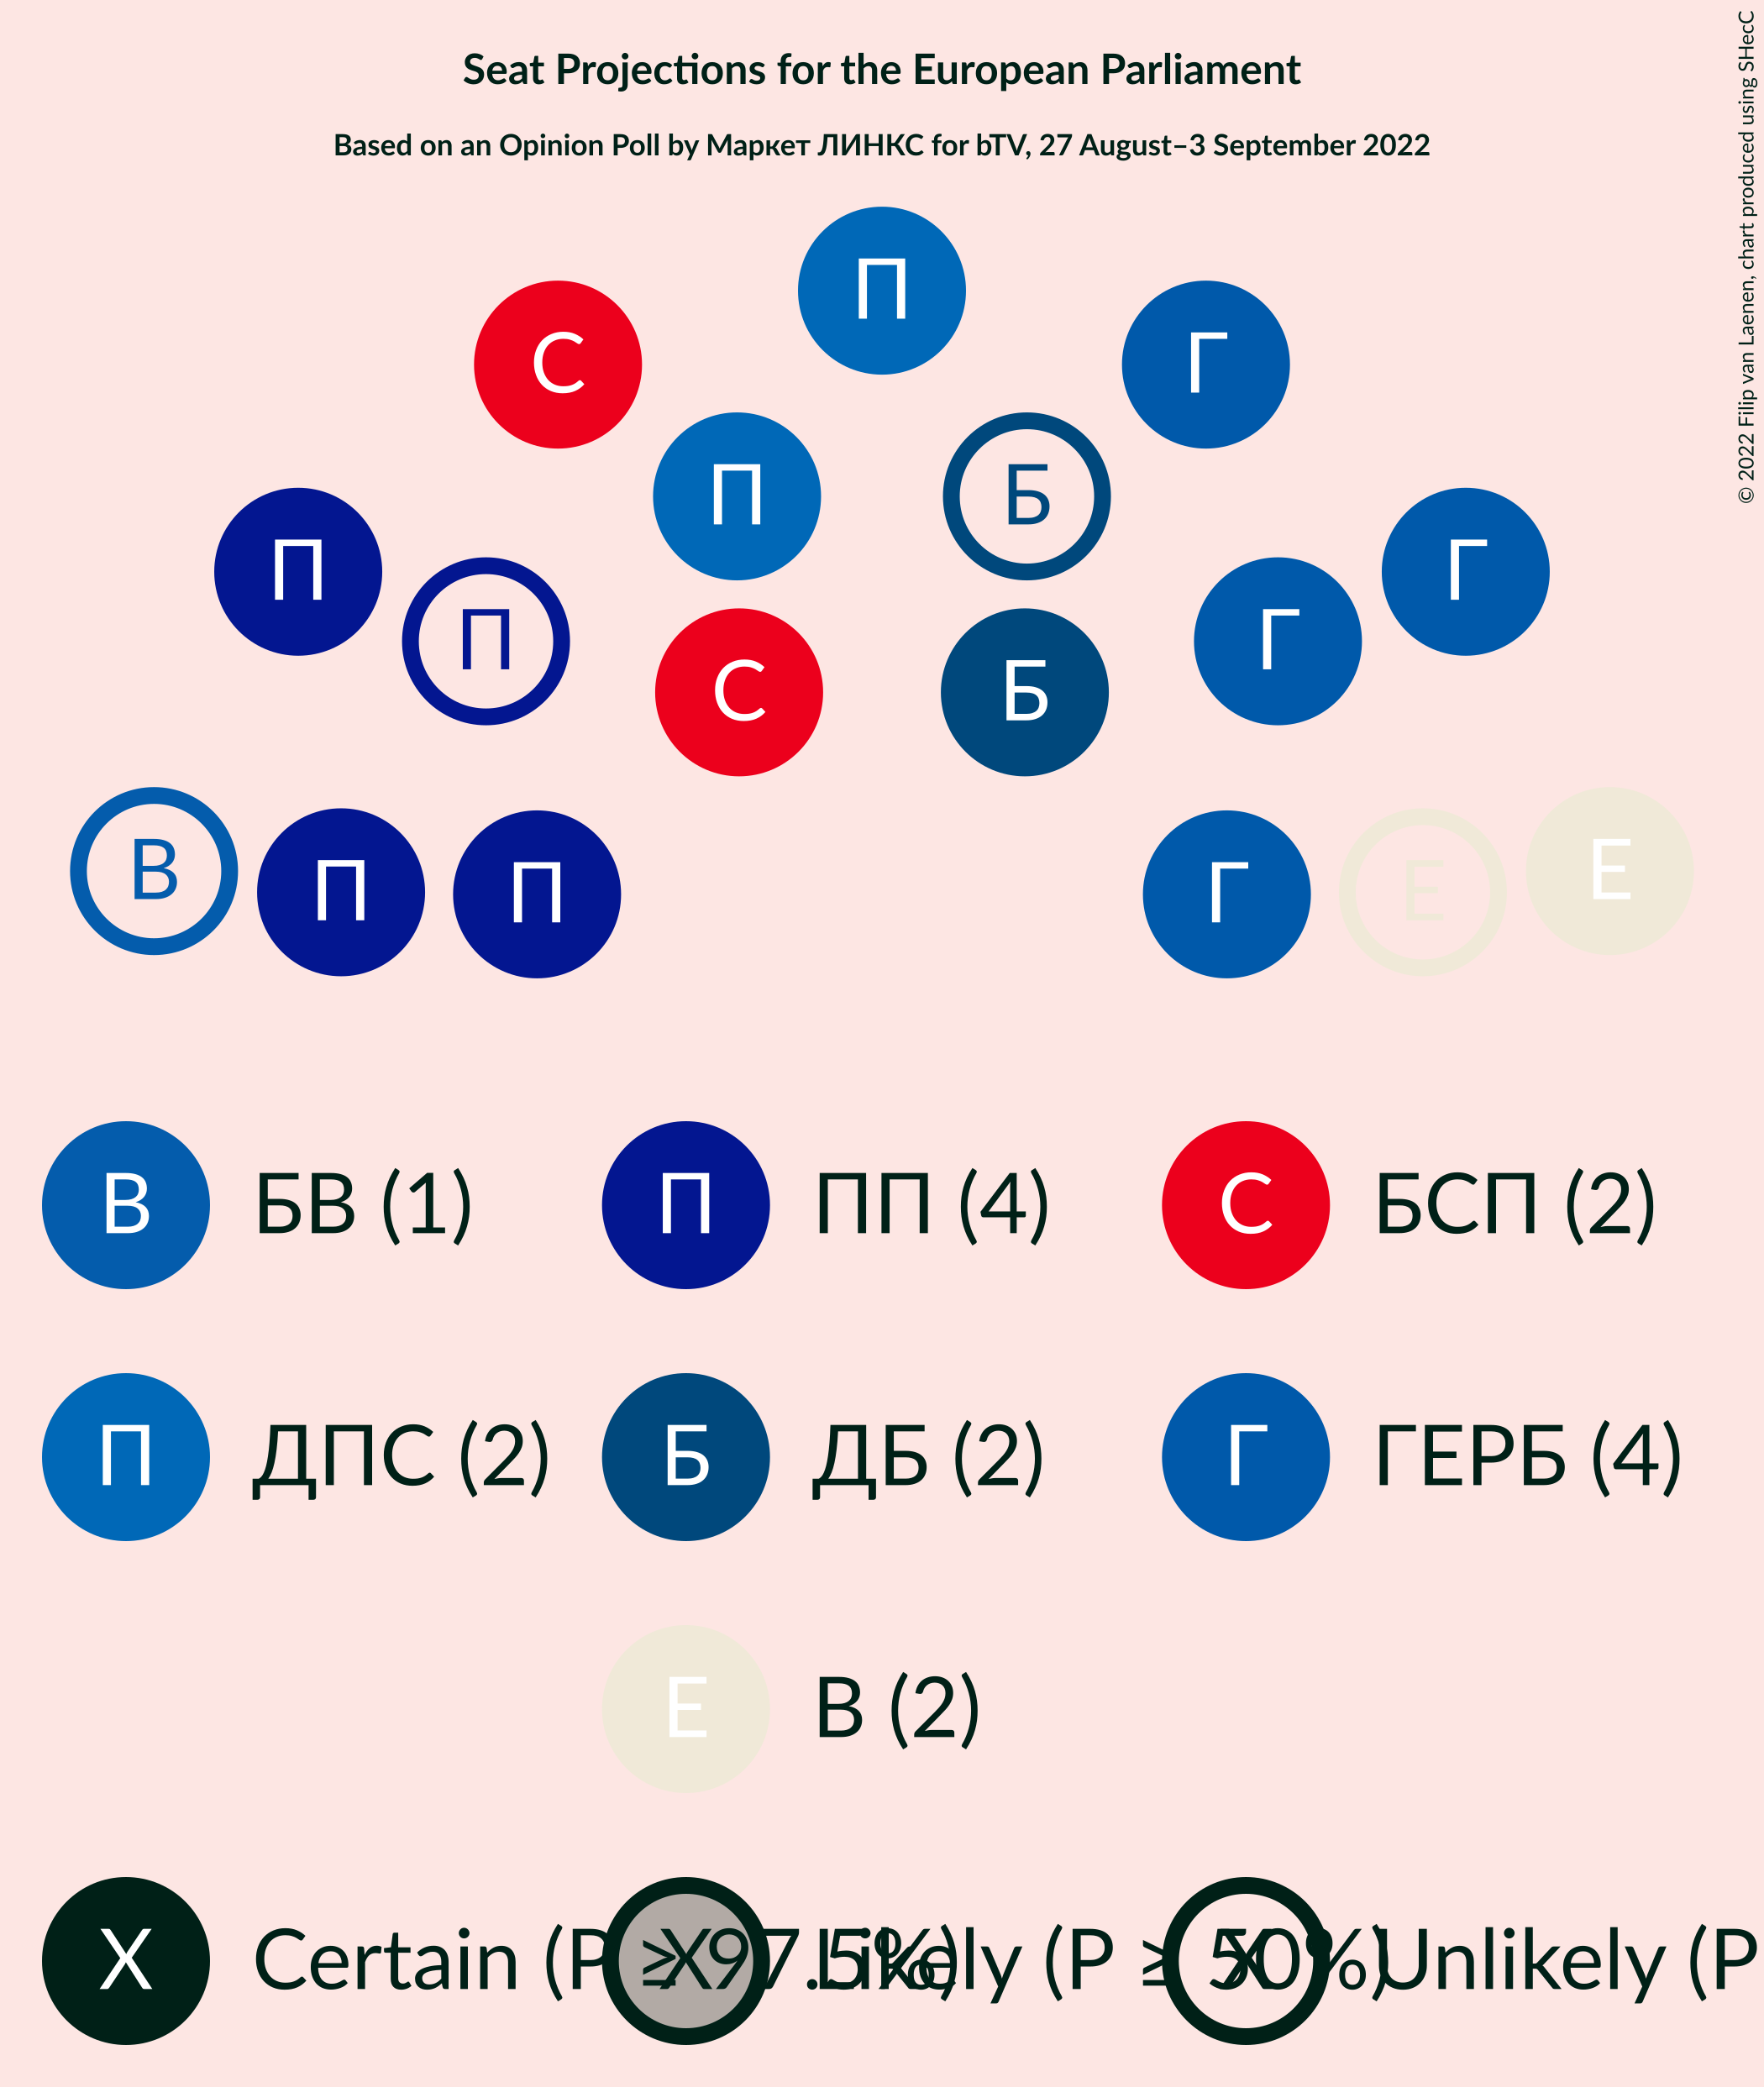 Seat Projections for the European Parliament
Based on an Opinion Poll by Маркет ЛИНКС for bTV, 27 August–3 September 2022
© 2022 Filip van Laenen, chart produced using SHecC
П
С
Г
П
Б
П
Г
П
Г
С
Б
В
П
П
Г
Е
Е
В БВ (1) П ПП (4) С БСП (2)
П ДПС (2) Б ДБ (2) Г ГЕРБ (4)
Е В (2)
X Certain (P ≥ 97.5%) X Likely (P ≥ 50%) X Unlikely (P